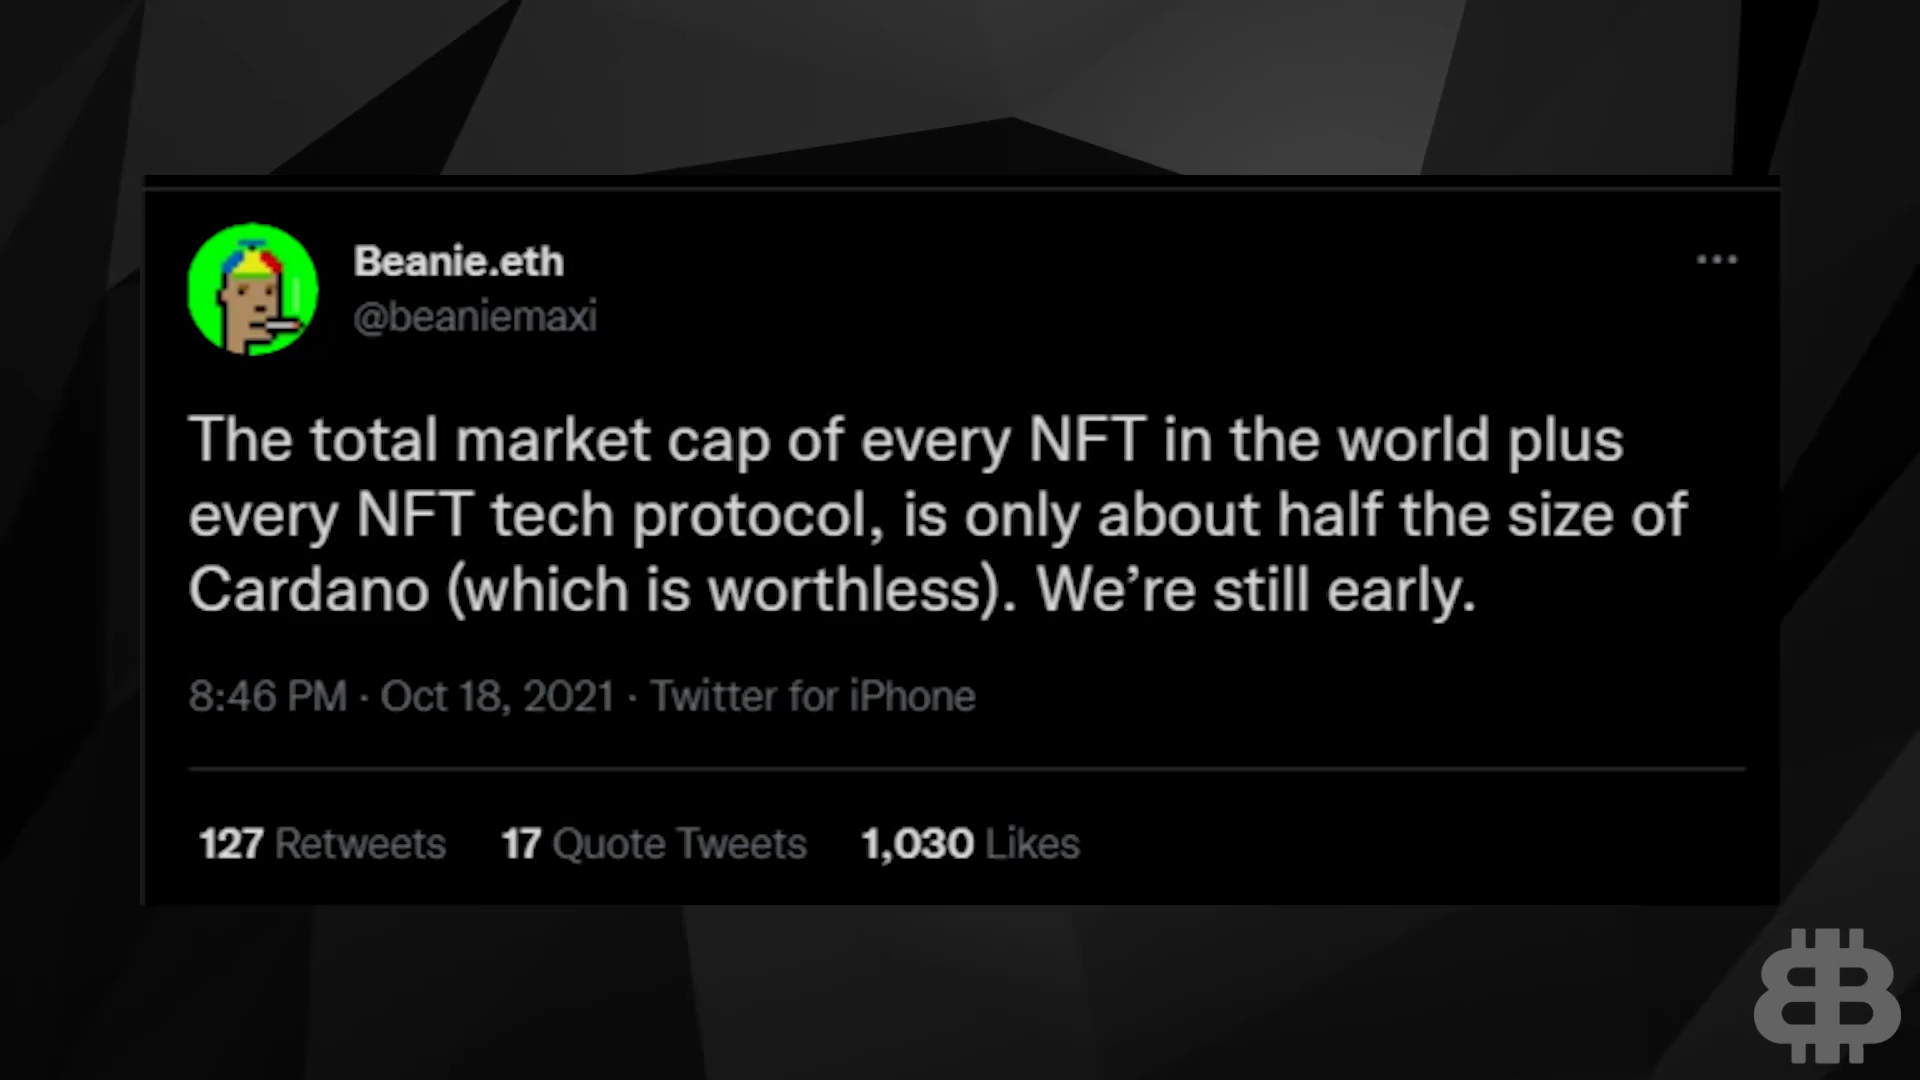 Beanie.eth
@beaniemaxi
The total market cap of every NFT in the world plus
every NFT tech protocol, is only about half the size of
Cardano (which is worthless). We’re still early.
8:46 PM · Oct 18, 2021 · Twitter for iPhone
127 Retweets 17 Quote Tweets 1,030 Likes